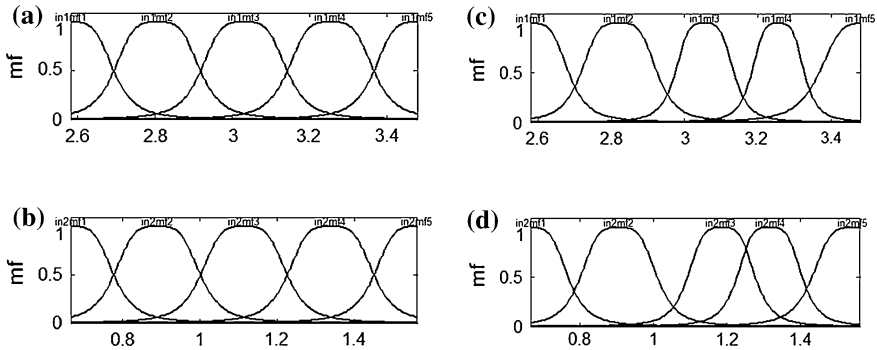 (a)
in1mf1 in1mf2 in1mf3 in1mf4 in1mf5
1
0.5
0
mf
2.6 2.8 3 3.2 3.4
(c)
in1mf1 in1mf2 in1mf3 in1mf4 in1mf5
1
0.5
0
mf
2.6 2.8 3 3.2 3.4
(b)
in2mf1 in2mf2 in2mf3 in2mf4 in2mf5
1
0.5
0
mf
0.8 1 1.2 1.4
(d)
in2mf1 in2mf2 in2mf3 in2mf4 in2mf5
1
0.5
0
mf
0.8 1 1.2 1.4